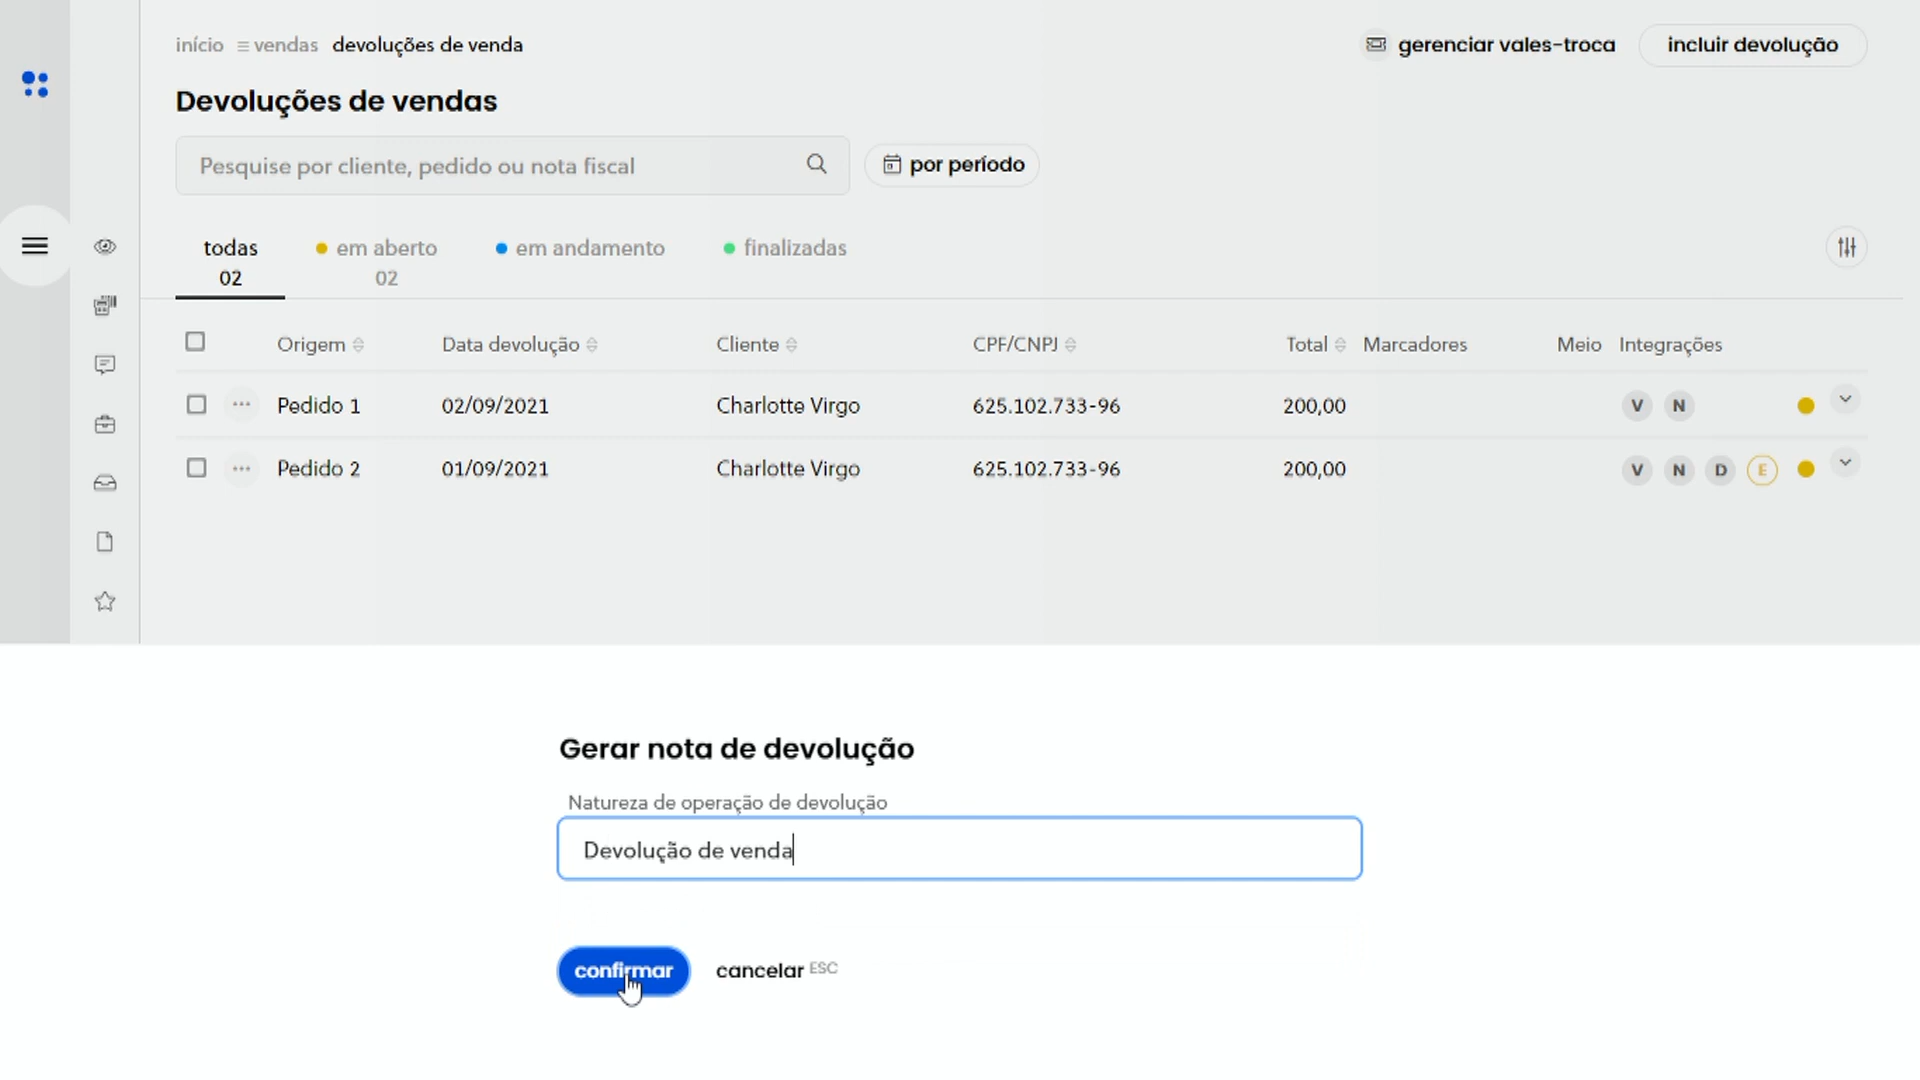 início vendas devoluções de venda
gerenciar vales-troca incluir devolução
Devoluções de vendas
Pesquise por cliente, pedido ou nota fiscal por período
todas em aberto em andamento finalizadas
02 02
Origem Data devolução Cliente CPF/CNPJ Total Marcadores Meio Integrações
Pedido 1 02/09/2021 Charlotte Virgo 625.102.733-96 200,00 V N
Pedido 2 01/09/2021 Charlotte Virgo 625.102.733-96 200,00 V N D E
Gerar nota de devolução
Natureza de operação de devolução
Devolução de venda
confirmar cancelar ESC